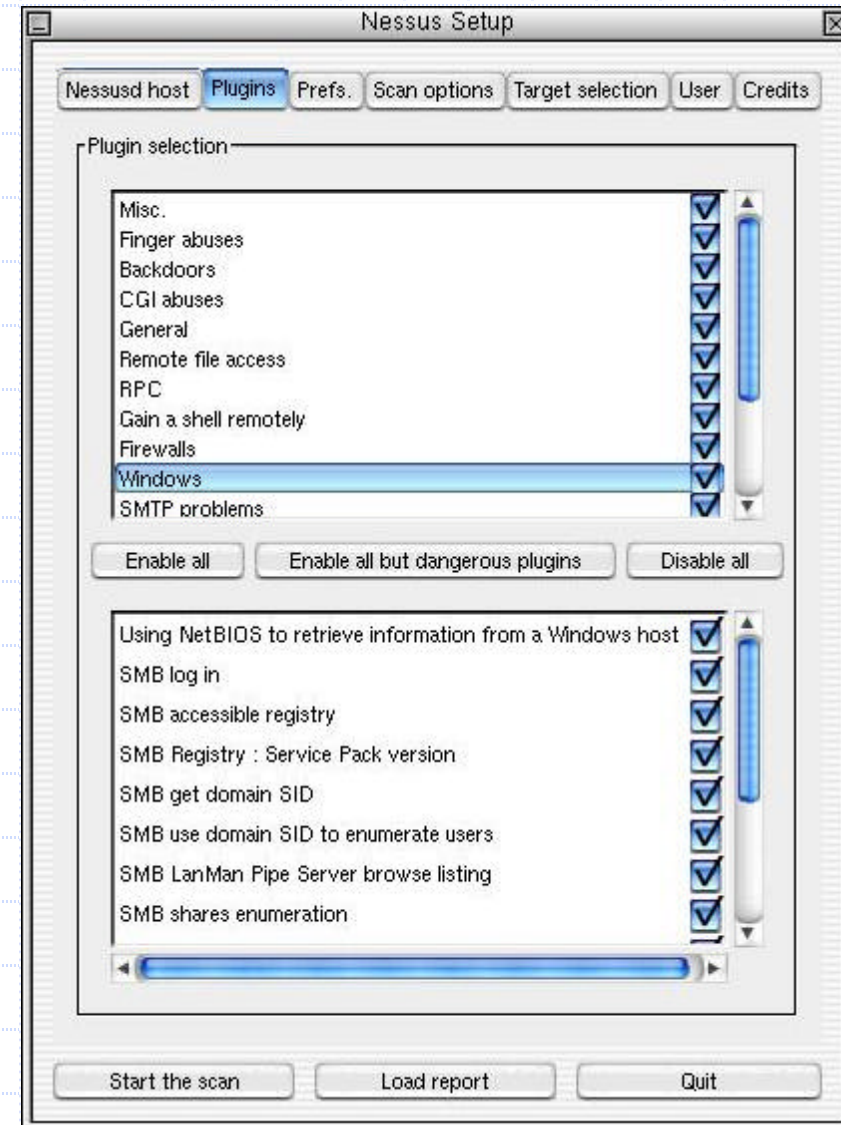 Nessus Setup
Nessusd host Plugins Prefs. Scan options Target selection User Credits
Plugin selection
Misc.
Finger abuses
Backdoors
CGI abuses
General
Remote file access
RPC
Gain a shell remotely
Firewalls
Windows
SMTP problems
Enable all Enable all but dangerous plugins Disable all
Using NetBIOS to retrieve information from a Windows host
SMB log in
SMB accessible registry
SMB Registry : Service Pack version
SMB get domain SID
SMB use domain SID to enumerate users
SMB LanMan Pipe Server browse listing
SMB shares enumeration
Start the scan Load report Quit